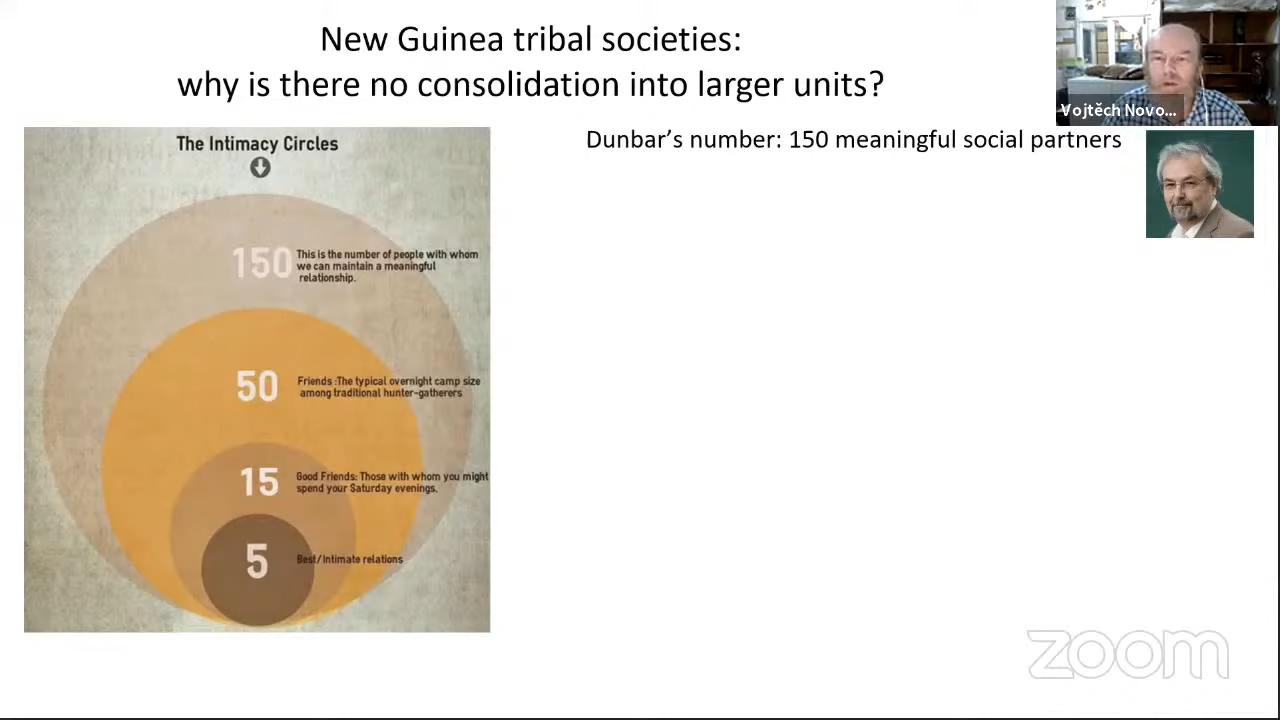 New Guinea tribal societies:
why is there no consolidation into larger units?
Vojtěch Novo...
Dunbar's number: 150 meaningful social partners
The Intimacy Circles
150
This is the number of people with whom
we can maintain a meaningful
relationship.
50
Friends :The typical overnight camp size
among traditional hunter-gatherers
15
Good Friends: Those with whom you might
spend your Saturday evenings.
5
Best/Intimate relations
zoom